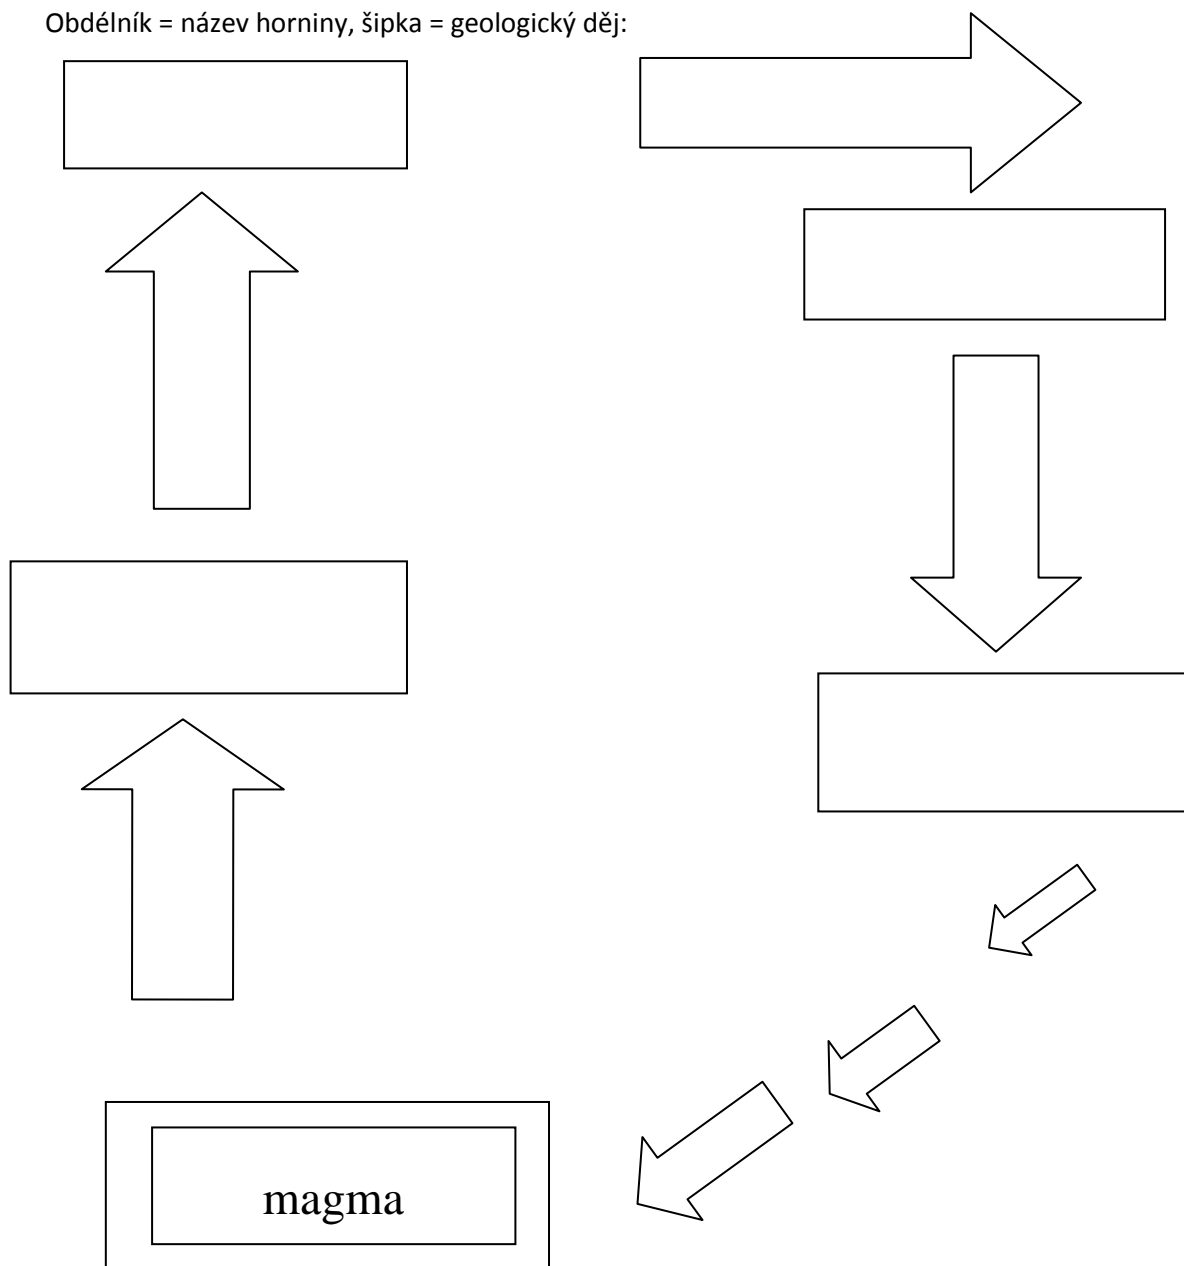 Obdélník = název horniny, šipka = geologický děj:
magma